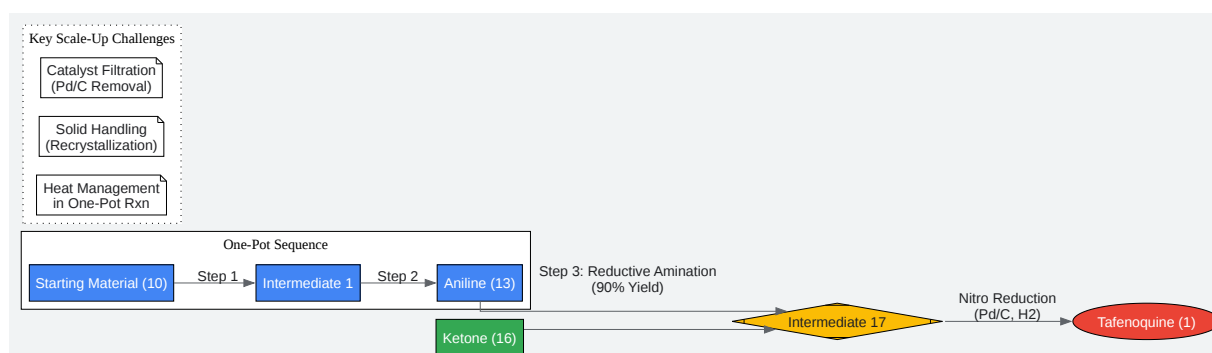 Key Scale-Up Challenges
Catalyst Filtration
(Pd/C Removal)
Solid Handling
(Recrystallization)
Heat Management
in One-Pot Rxn
One-Pot Sequence
Starting Material (10)
Step 1
Intermediate 1
Step 2
Aniline (13)
Step 3: Reductive Amination
(90% Yield)
Ketone (16)
Intermediate 17
Nitro Reduction
(Pd/C, H2)
Tafenoquine (1)